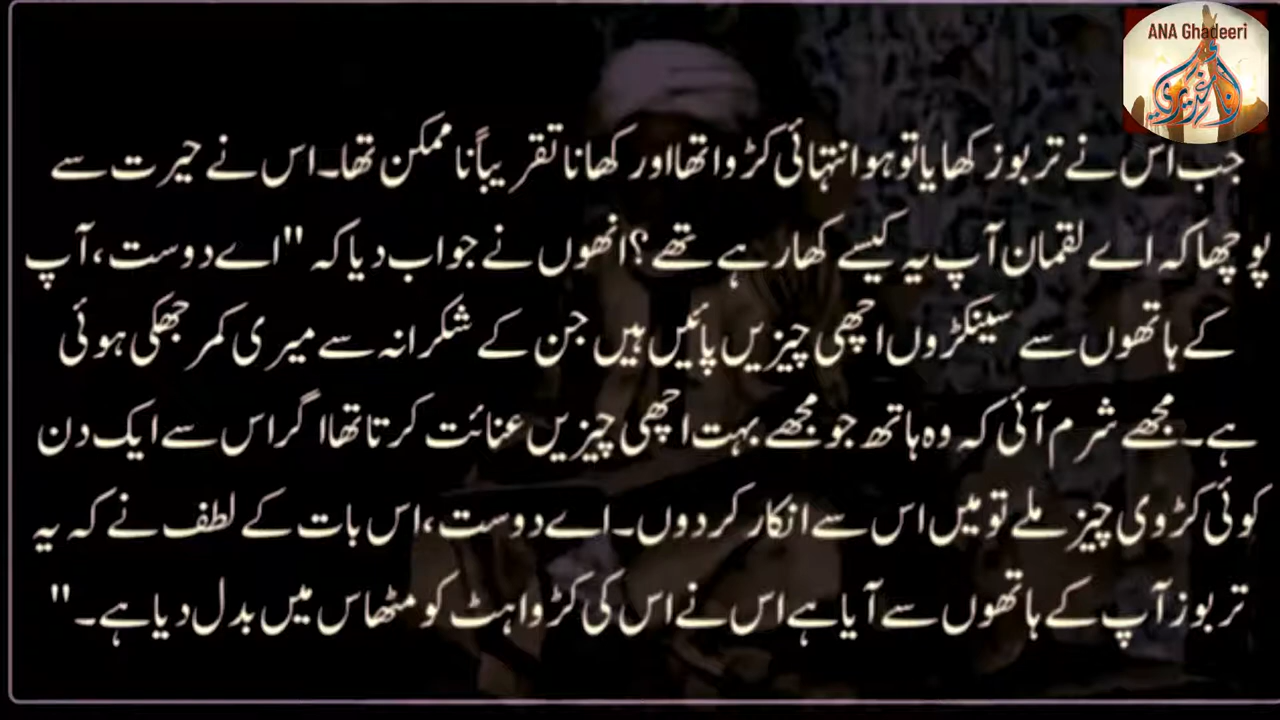 ANA Ghadeeri
انا غدیری
جب اس نے تربوز کھایا تو ہو انتہائی کڑوا تھا اور کھانا تقریباً نا ممکن تھا۔ اس نے حیرت سے
پوچھا کہ اے لقمان آپ یہ کیسے کھا رہے تھے؟ انھوں نے جواب دیا کہ "اے دوست، آپ
کے ہاتھوں سے سینکڑوں اچھی چیزیں پائیں ہیں جن کے شکرانہ سے میری کمر جھکی ہوئی
ہے۔ مجھے شرم آئی کہ وہ ہاتھ جو مجھے بہت اچھی چیزیں عنائت کرتا تھا اگر اس سے ایک دن
کوئی کڑوی چیز ملے تو میں اس سے انکار کر دوں۔ اے دوست، اس بات کے لطف نے کہ یہ
تربوز آپ کے ہاتھوں سے آیا ہے اس نے اس کی کڑواہٹ کو مٹھاس میں بدل دیا ہے۔"